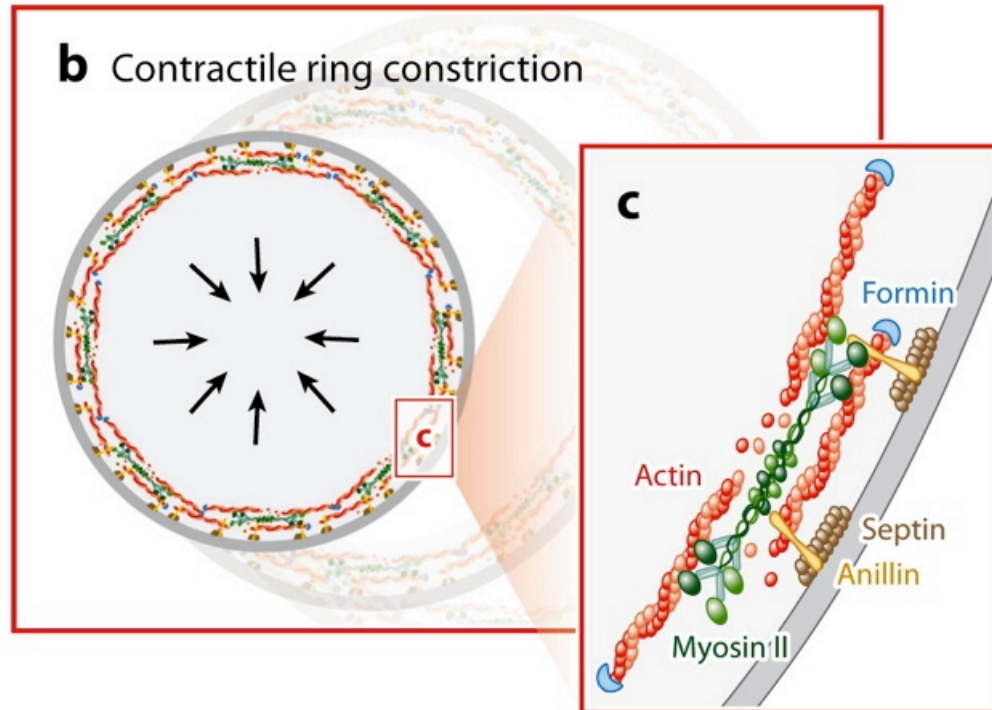 b Contractile ring constriction
c
c
Formin
Actin
Septin
Anillin
Myosin II